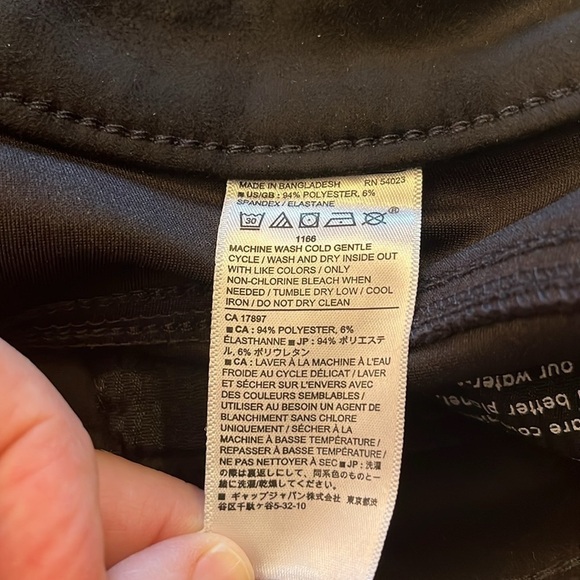 MADE IN BANGLADESH RN 54023
■ US/GB : 94% POLYESTER, 6%
SPANDEX / ELASTANE
30
®
1166
MACHINE WASH COLD GENTLE
CYCLE / WASH AND DRY INSIDE OUT
WITH LIKE COLORS / ONLY
NON-CHLORINE BLEACH WHEN
NEEDED / TUMBLE DRY LOW / COOL
IRON / DO NOT DRY CLEAN
CA 17897
■ CA : 94% POLYESTER, 6%
ÉLASTHANNE ■ JP : 94% ポリエステ
ル, 6% ポリウレタン
■ CA : LAVER À LA MACHINE À L'EAU
FROIDE AU CYCLE DÉLICAT / LAVER
ET SÉCHER SUR L'ENVERS AVEC
DES COULEURS SEMBLABLES /
UTILISER AU BESOIN UN AGENT DE
BLANCHIMENT SANS CHLORE
UNIQUEMENT / SÉCHER À LA
MACHINE À BASSE TEMPÉRATURE /
REPASSER À BASSE TEMPÉRATURE /
NE PAS NETTOYER À SEC ■ JP : 洗濯
の際は裏返しにして、同系色のものと一
緒に洗濯/乾燥してください。
■ ギャップジャパン株式会社 東京都渋
谷区千駄ヶ谷5-32-10
are
better planet.
our water.